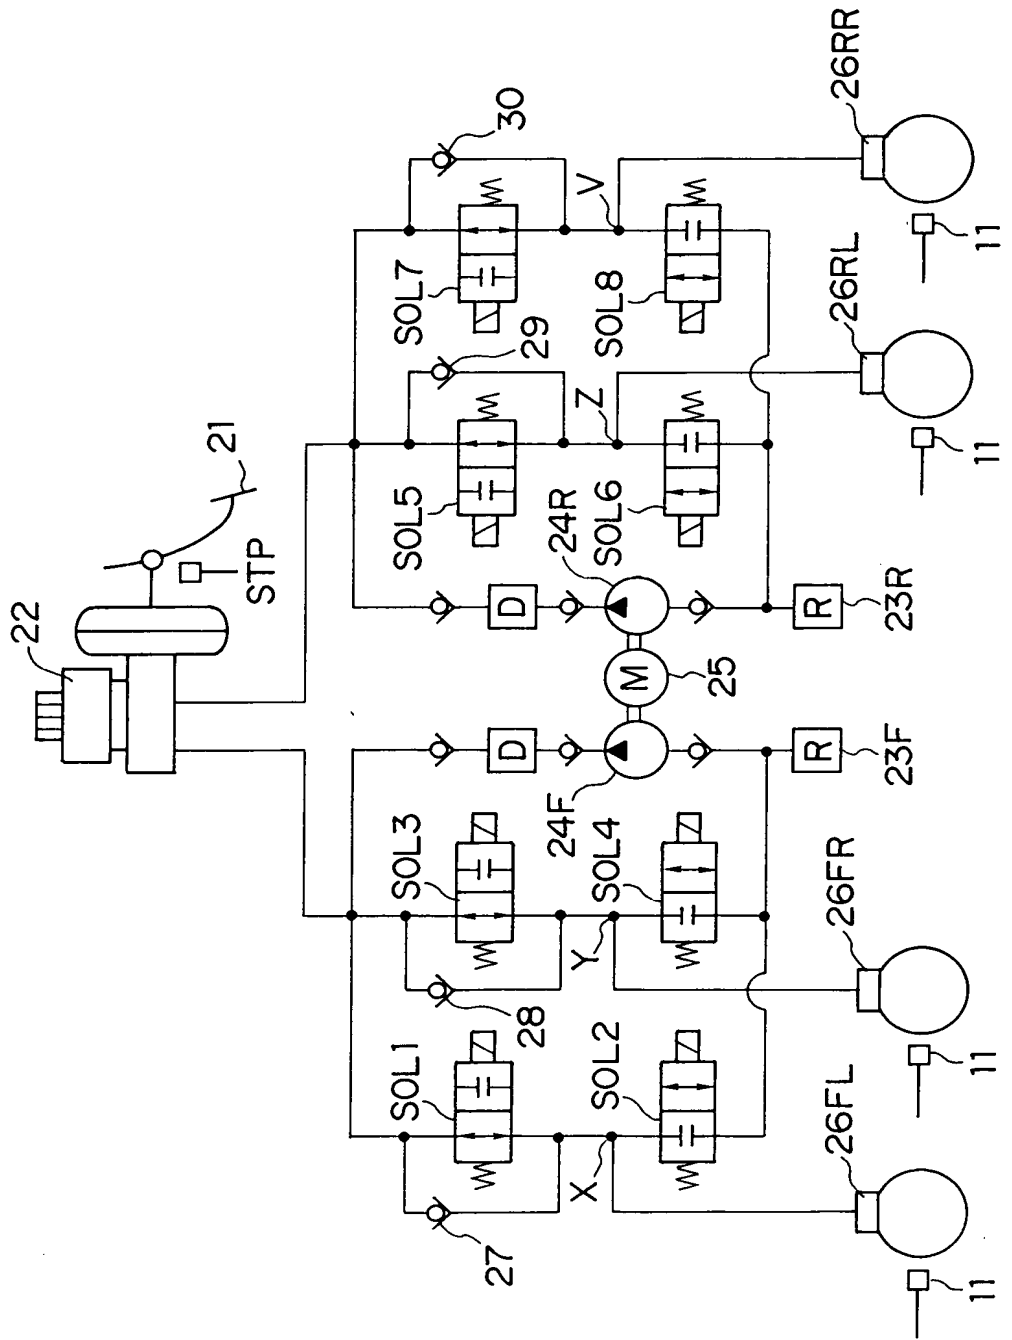 22
21
STP
30
29
28
27
SOL1
SOL3
SOL5
SOL7
D
D
V
Z
Y
X
24F
24R
M
25
SOL2
SOL4
SOL6
SOL8
R
R
23F
23R
26FL
26FR
26RL
26RR
11
11
11
11